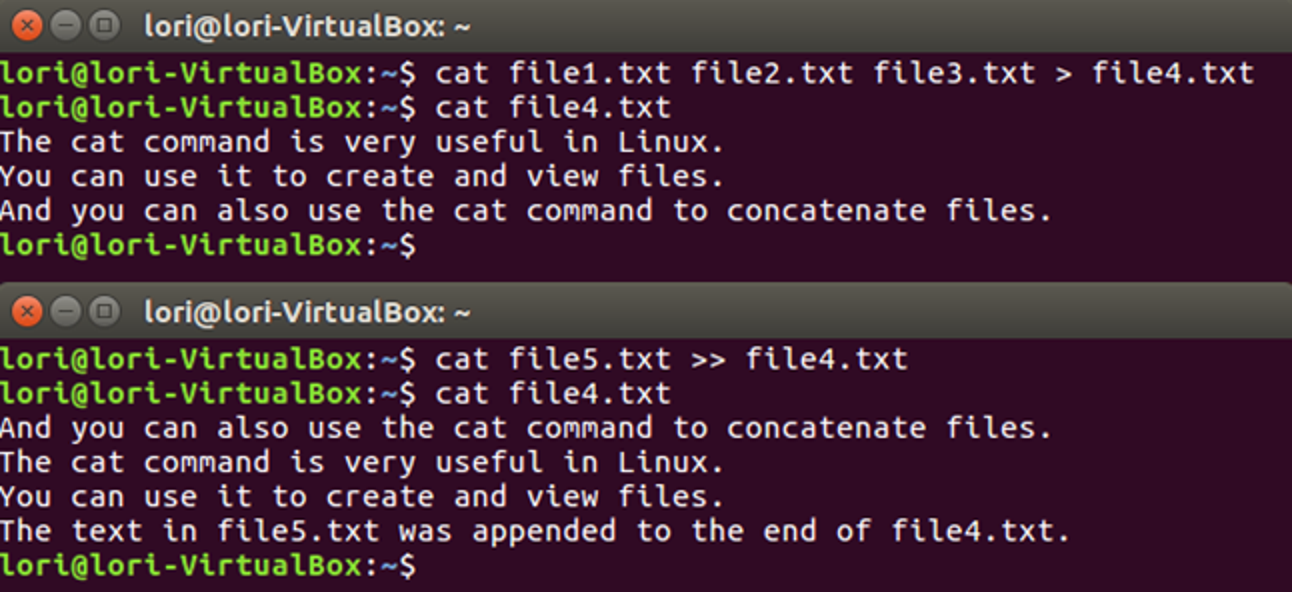 lori@lori-VirtualBox: ~
lori@lori-VirtualBox:~$ cat file1.txt file2.txt file3.txt > file4.txt
lori@lori-VirtualBox:~$ cat file4.txt
The cat command is very useful in Linux.
You can use it to create and view files.
And you can also use the cat command to concatenate files.
lori@lori-VirtualBox:~$
lori@lori-VirtualBox: ~
lori@lori-VirtualBox:~$ cat file5.txt >> file4.txt
lori@lori-VirtualBox:~$ cat file4.txt
And you can also use the cat command to concatenate files.
The cat command is very useful in Linux.
You can use it to create and view files.
The text in file5.txt was appended to the end of file4.txt.
lori@lori-VirtualBox:~$